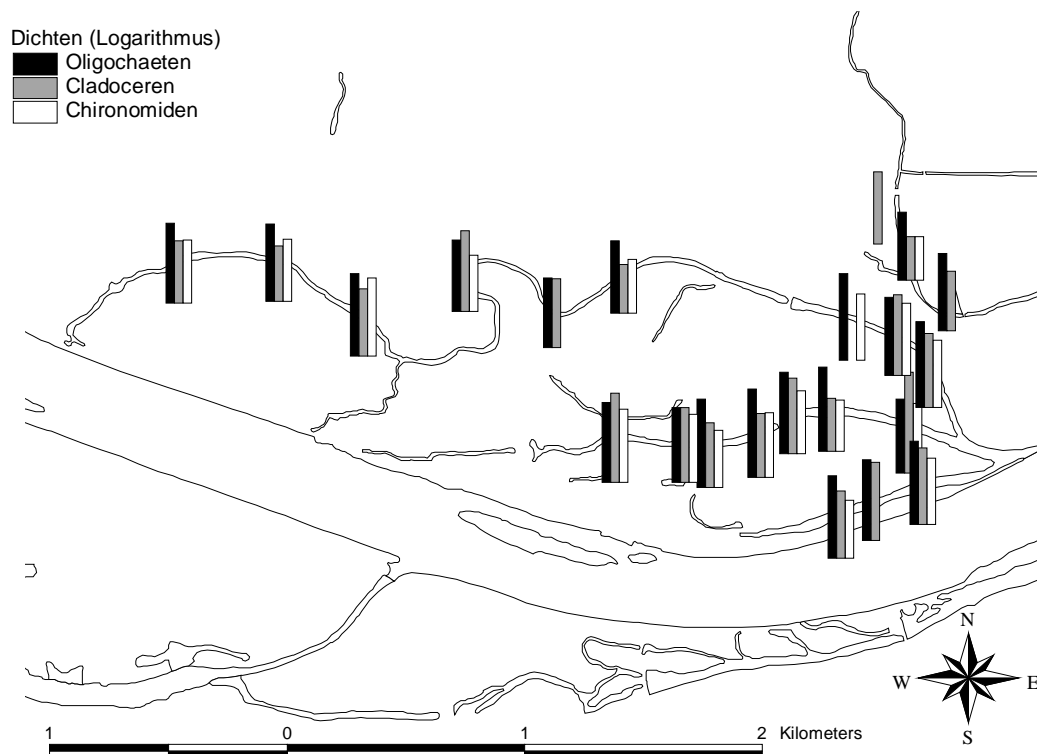 Dichten (Logarithmus)
Oligochaeten
Cladoceren
Chironomiden
N
W E
S
1 0 1 2 Kilometers